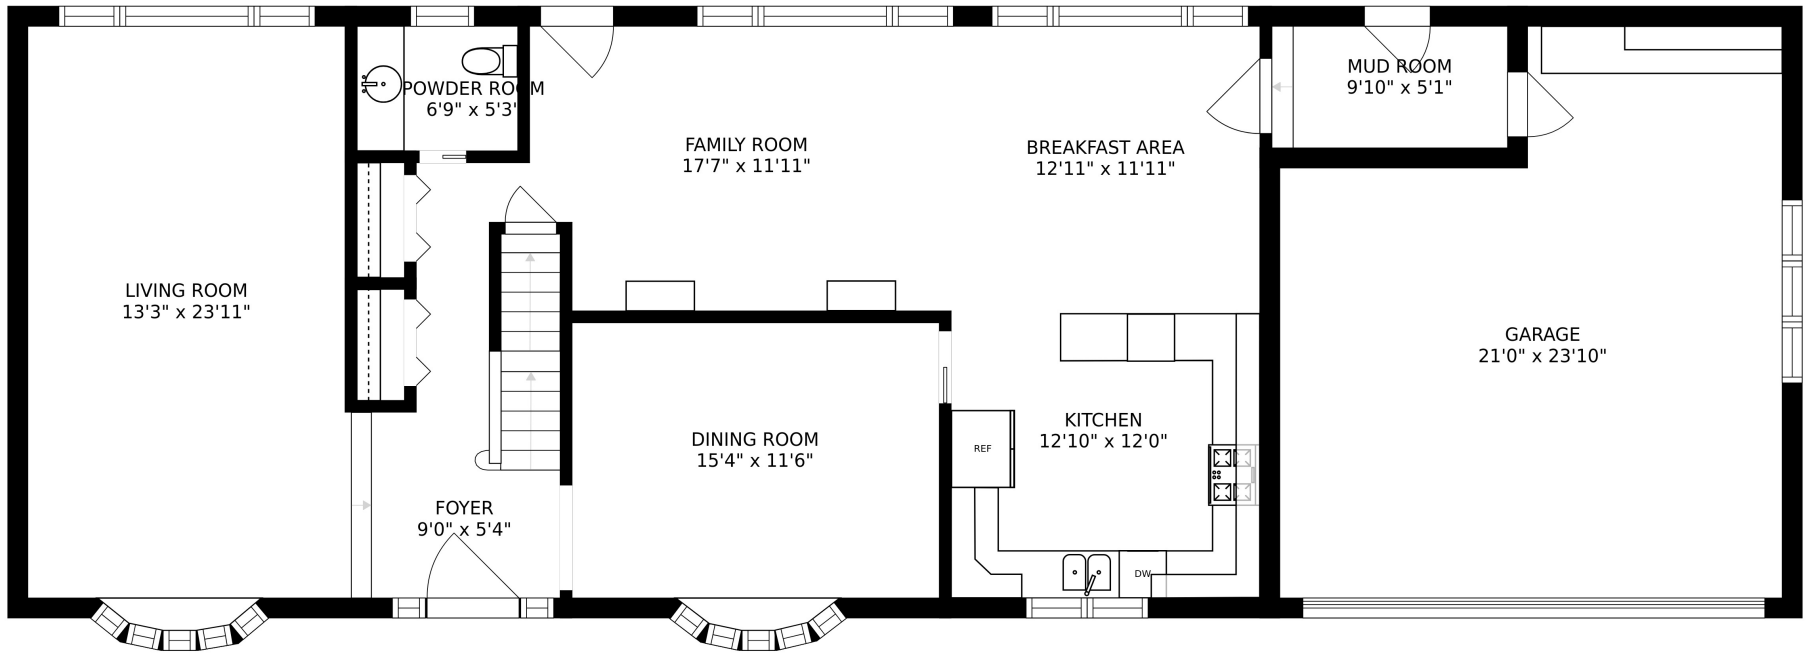 POWDER ROOM
6'9" x 5'3"
MUD ROOM
9'10" x 5'1"
FAMILY ROOM
17'7" x 11'11"
BREAKFAST AREA
12'11" x 11'11"
LIVING ROOM
13'3" x 23'11"
GARAGE
21'0" x 23'10"
DINING ROOM
15'4" x 11'6"
KITCHEN
12'10" x 12'0"
REF
FOYER
9'0" x 5'4"
DW